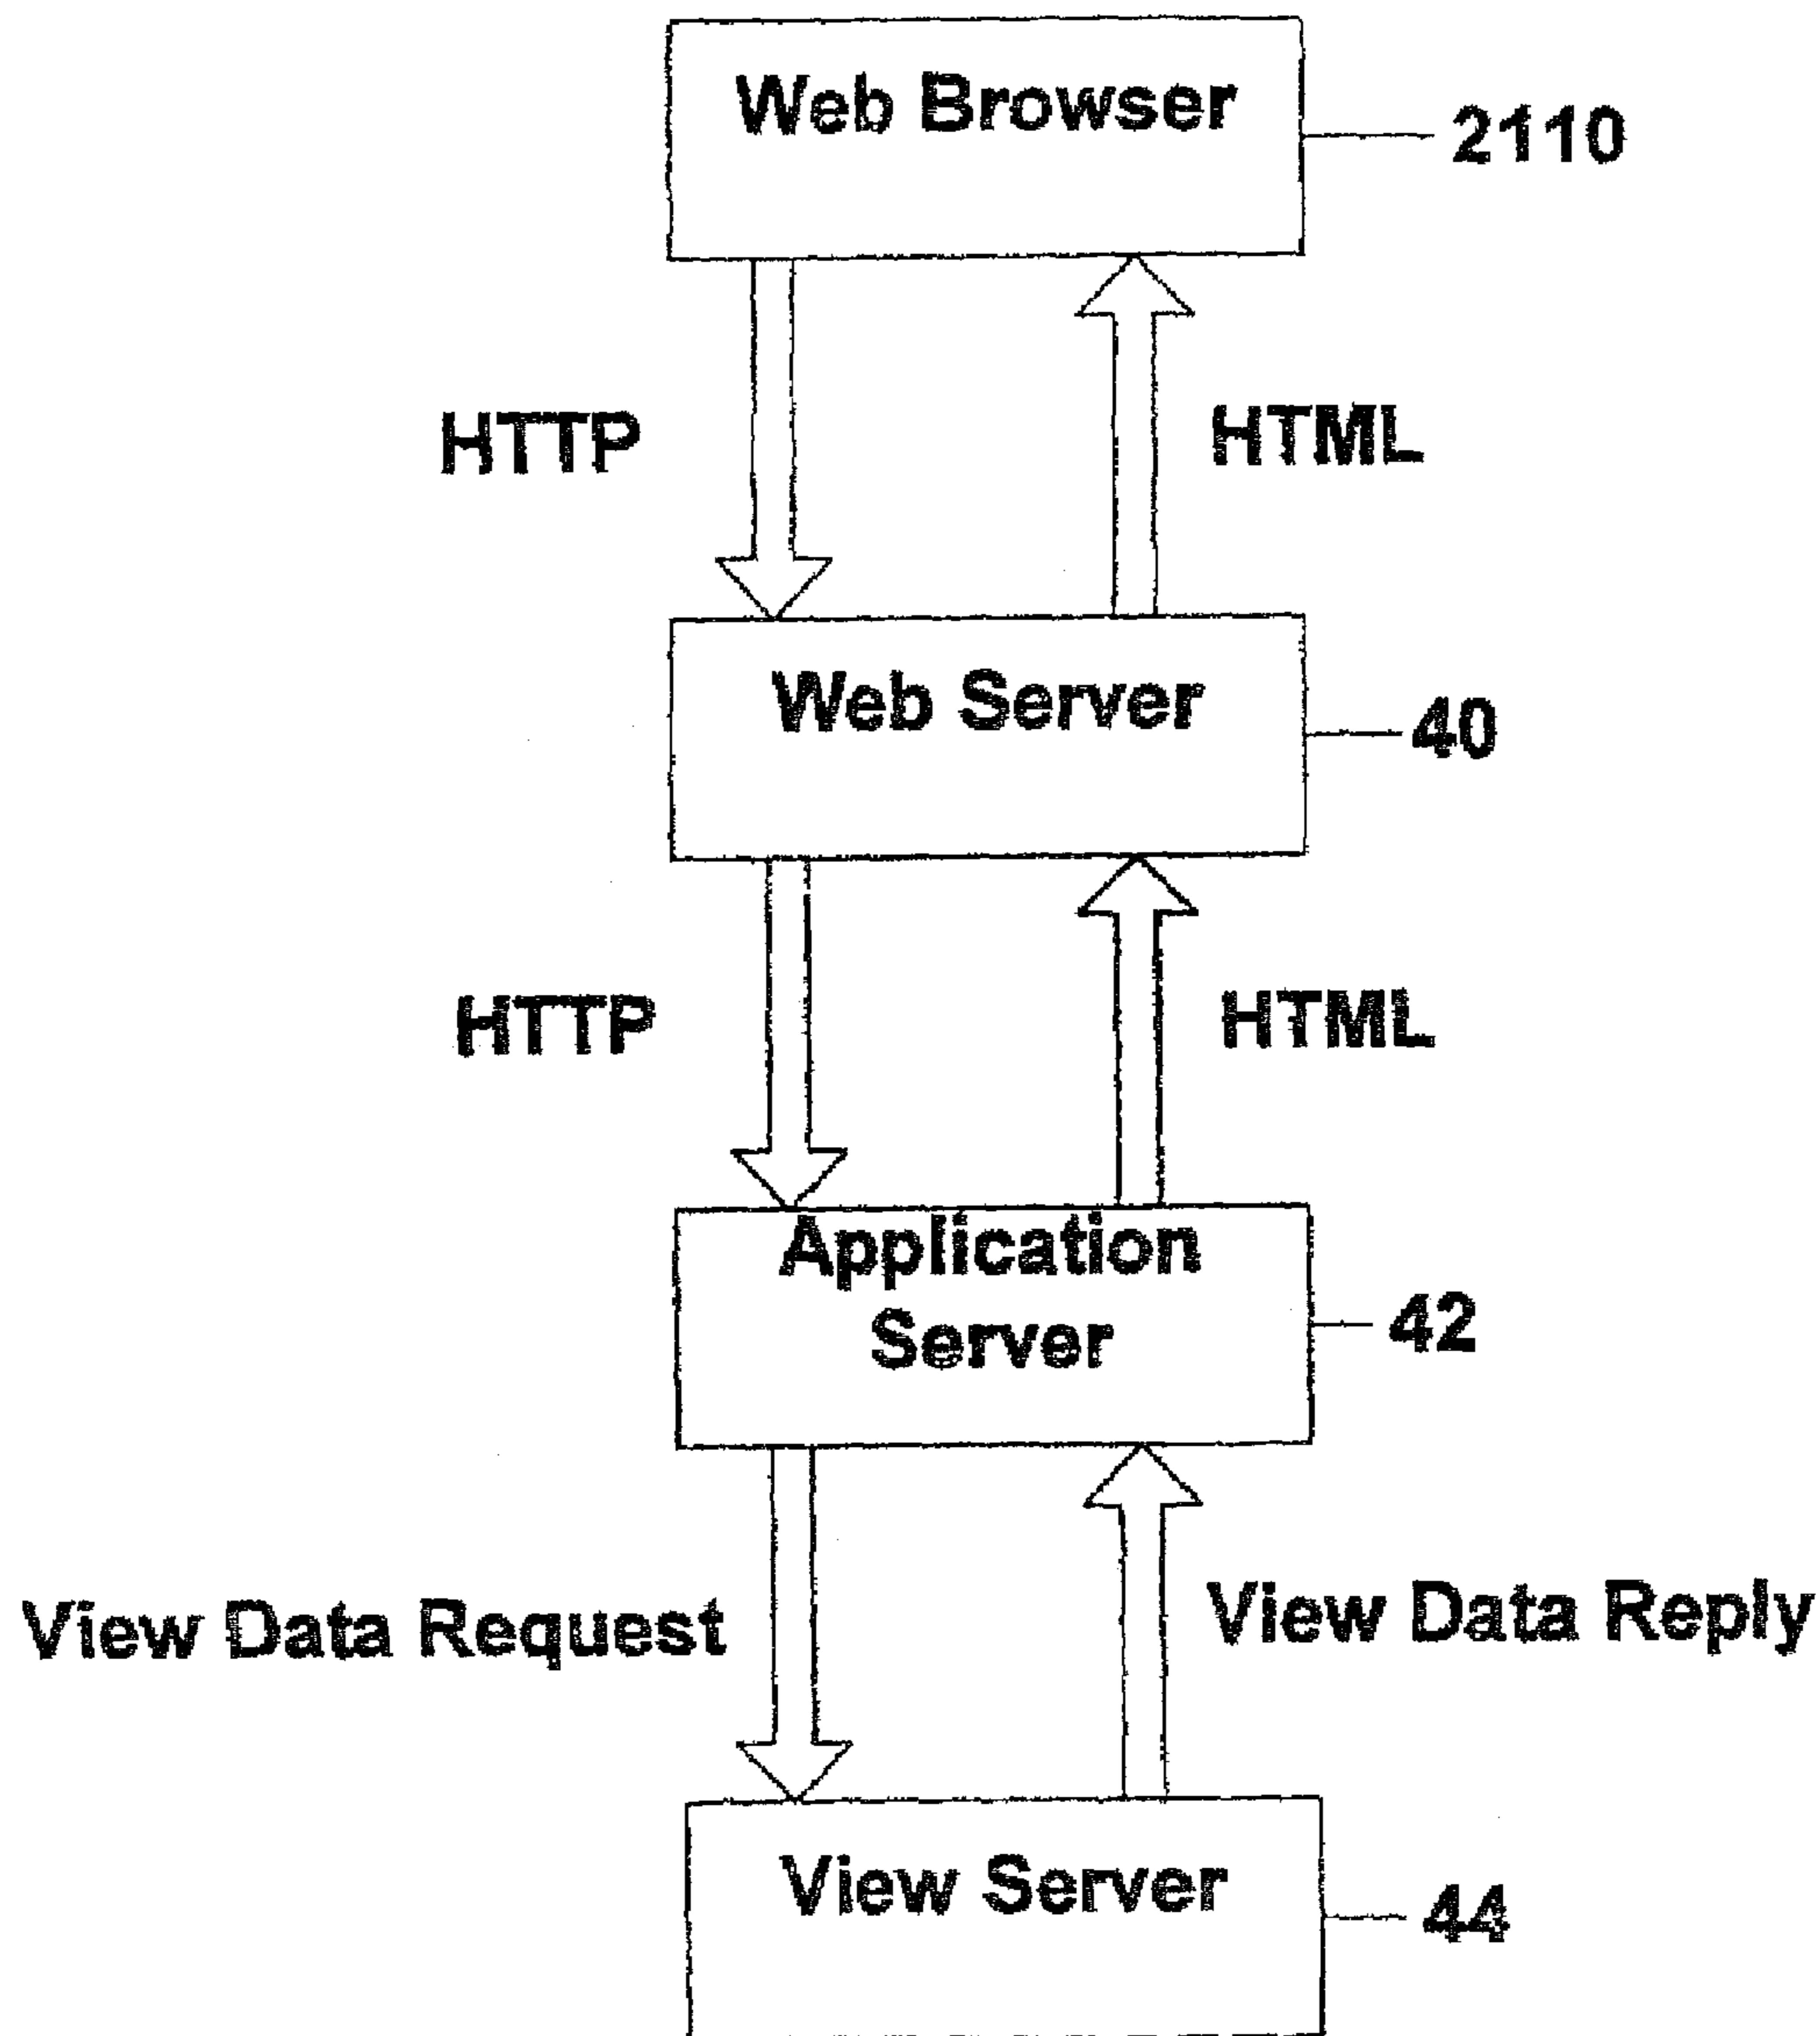 Web Browser
2110
HTTP
HTML
Web Server
40
HTTP
HTML
Application
Server
42
View Data Request
View Data Reply
View Server
44